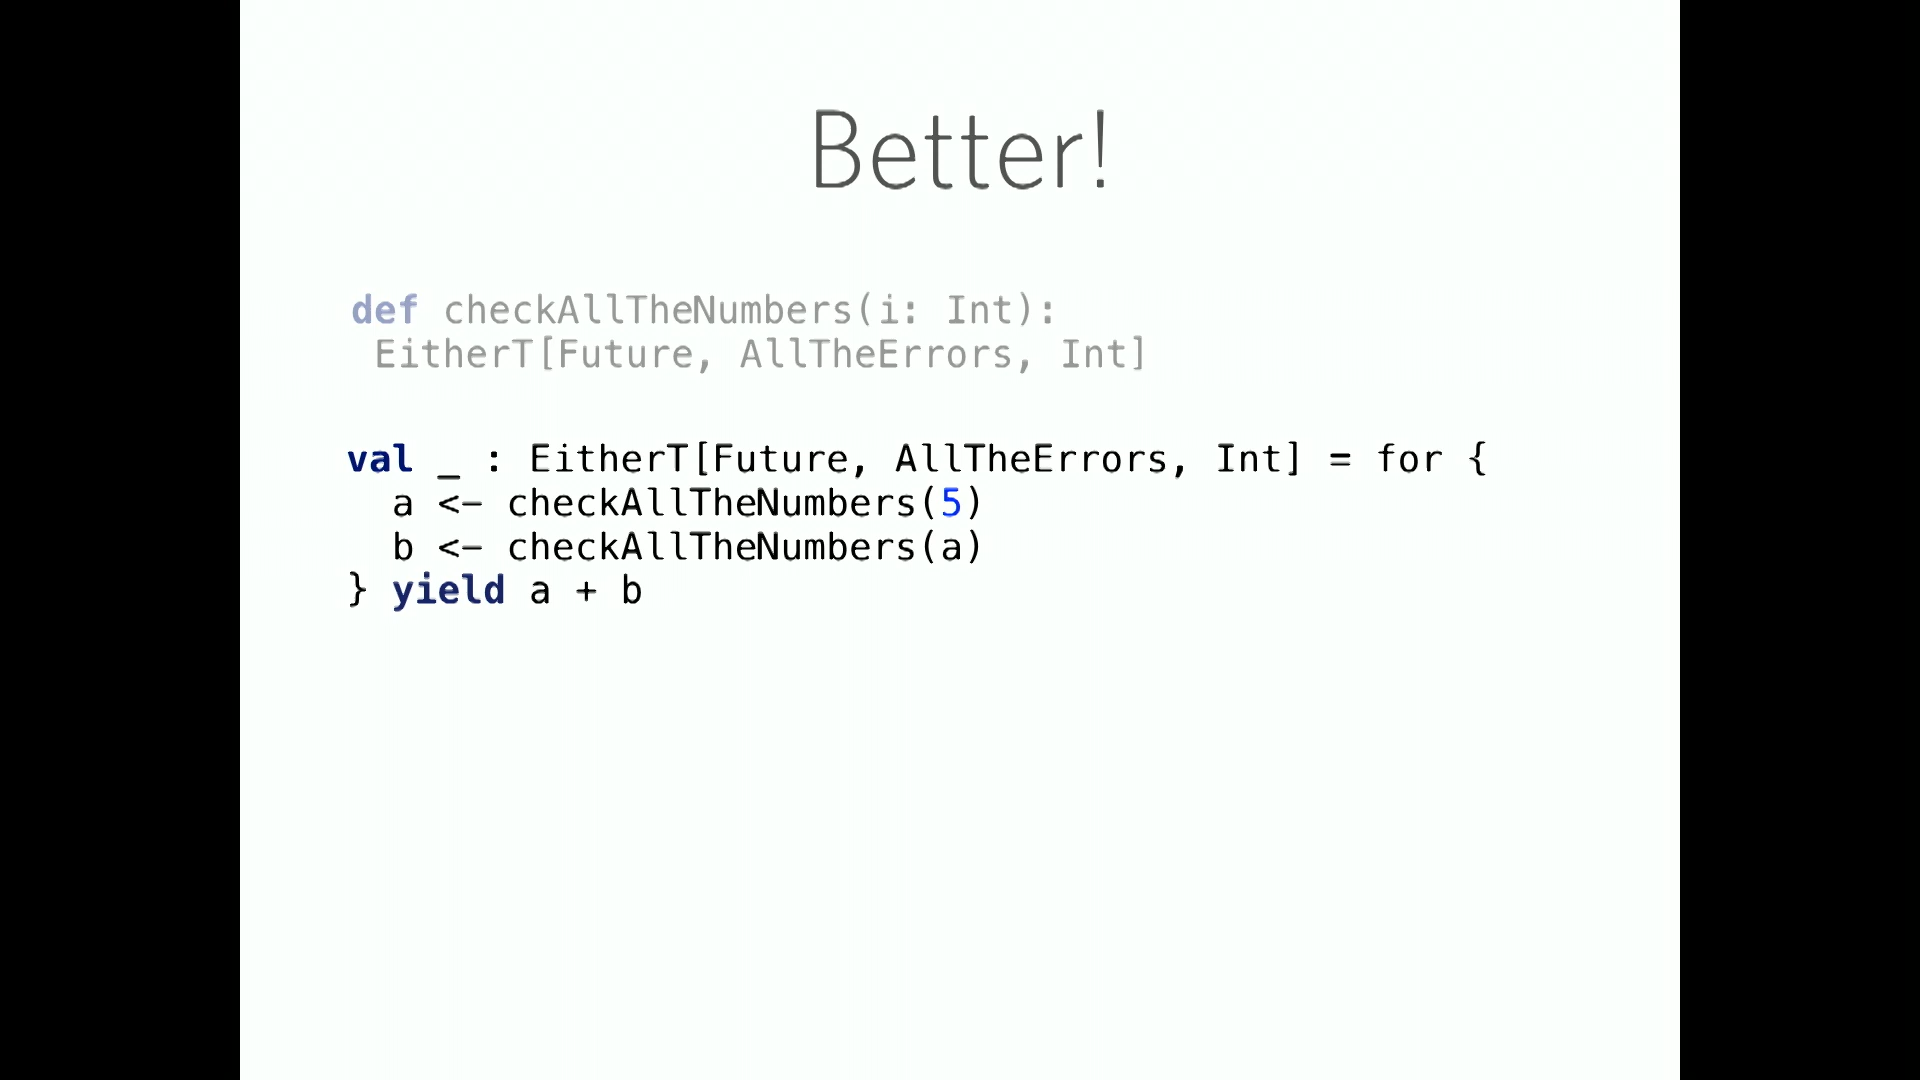 Better!
def checkAllTheNumbers(i: Int):
 EitherT[Future, AllTheErrors, Int]
val _ : EitherT[Future, AllTheErrors, Int] = for {
  a <- checkAllTheNumbers(5)
  b <- checkAllTheNumbers(a)
} yield a + b